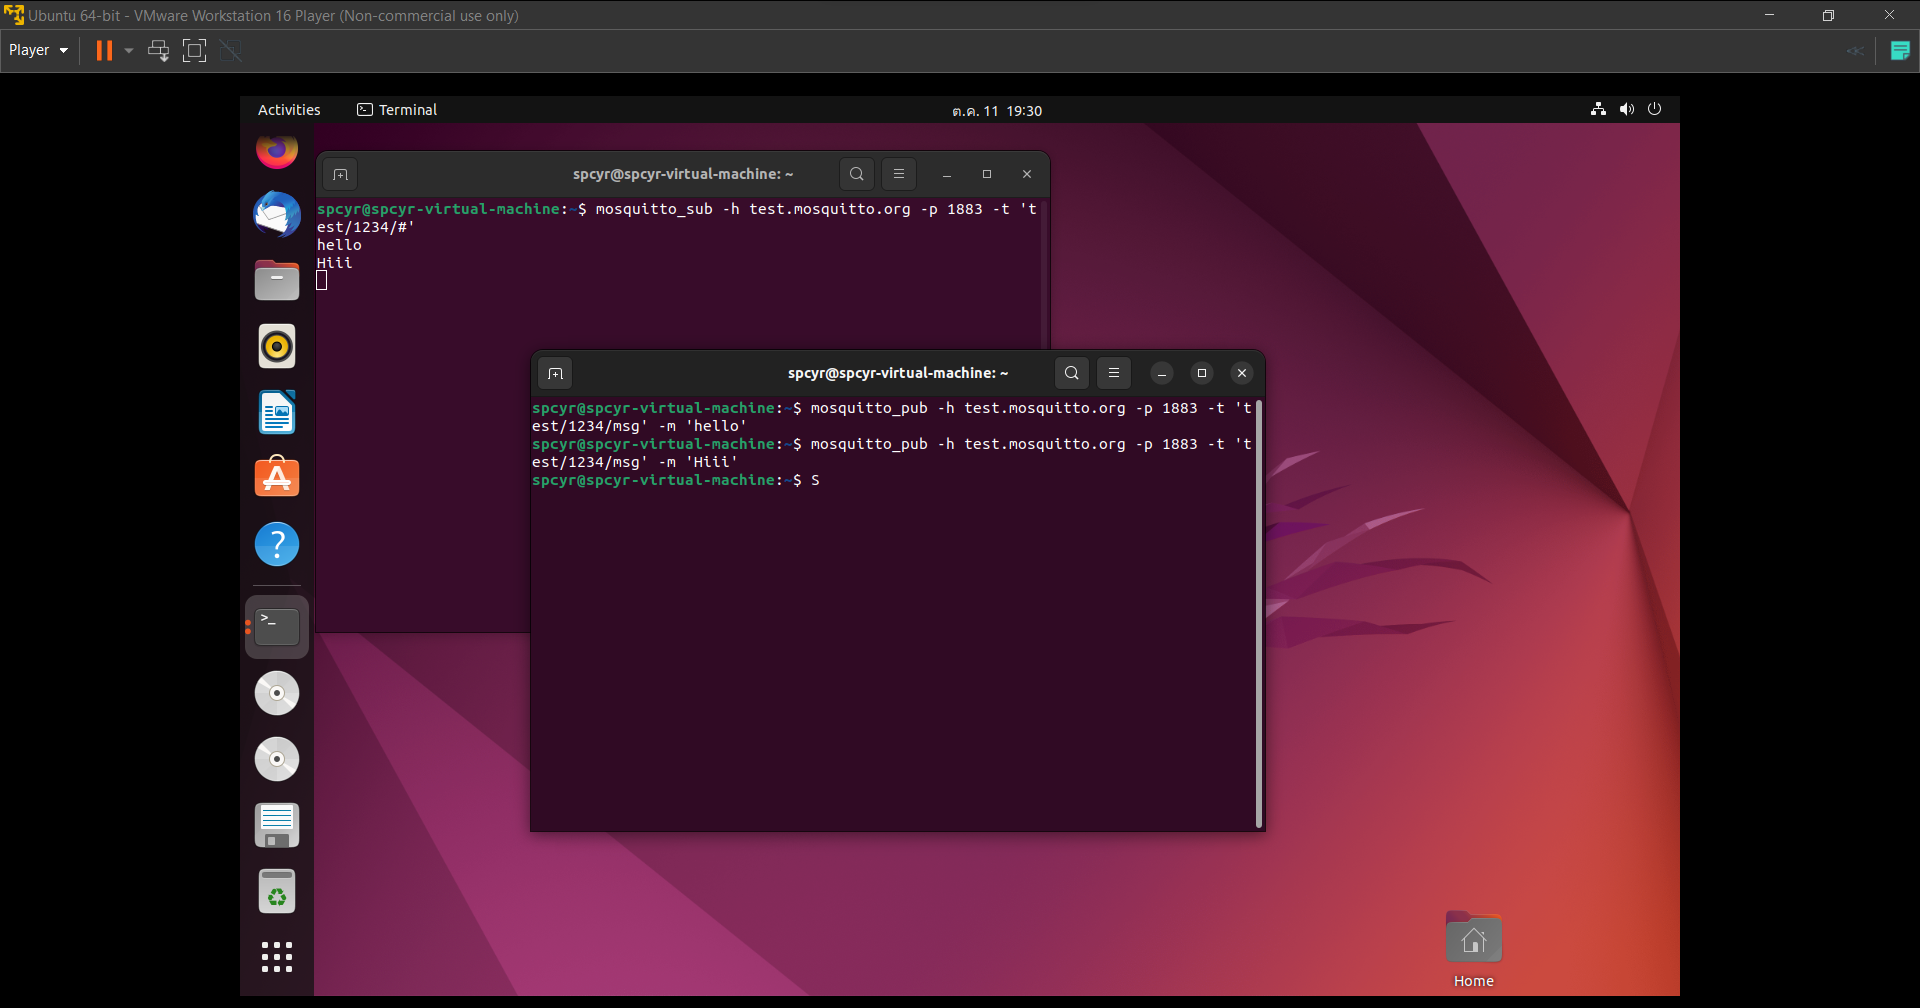 Ubuntu 64-bit - VMware Workstation 16 Player (Non-commercial use only)
Player
Activities
Terminal
ต.ค. 11 19:30
spcyr@spcyr-virtual-machine: ~
spcyr@spcyr-virtual-machine:~$ mosquitto_sub -h test.mosquitto.org -p 1883 -t 't
est/1234/#'
hello
Hiii
spcyr@spcyr-virtual-machine: ~
spcyr@spcyr-virtual-machine:~$ mosquitto_pub -h test.mosquitto.org -p 1883 -t 't
est/1234/msg' -m 'hello'
spcyr@spcyr-virtual-machine:~$ mosquitto_pub -h test.mosquitto.org -p 1883 -t 't
est/1234/msg' -m 'Hiii'
spcyr@spcyr-virtual-machine:~$ S
Home